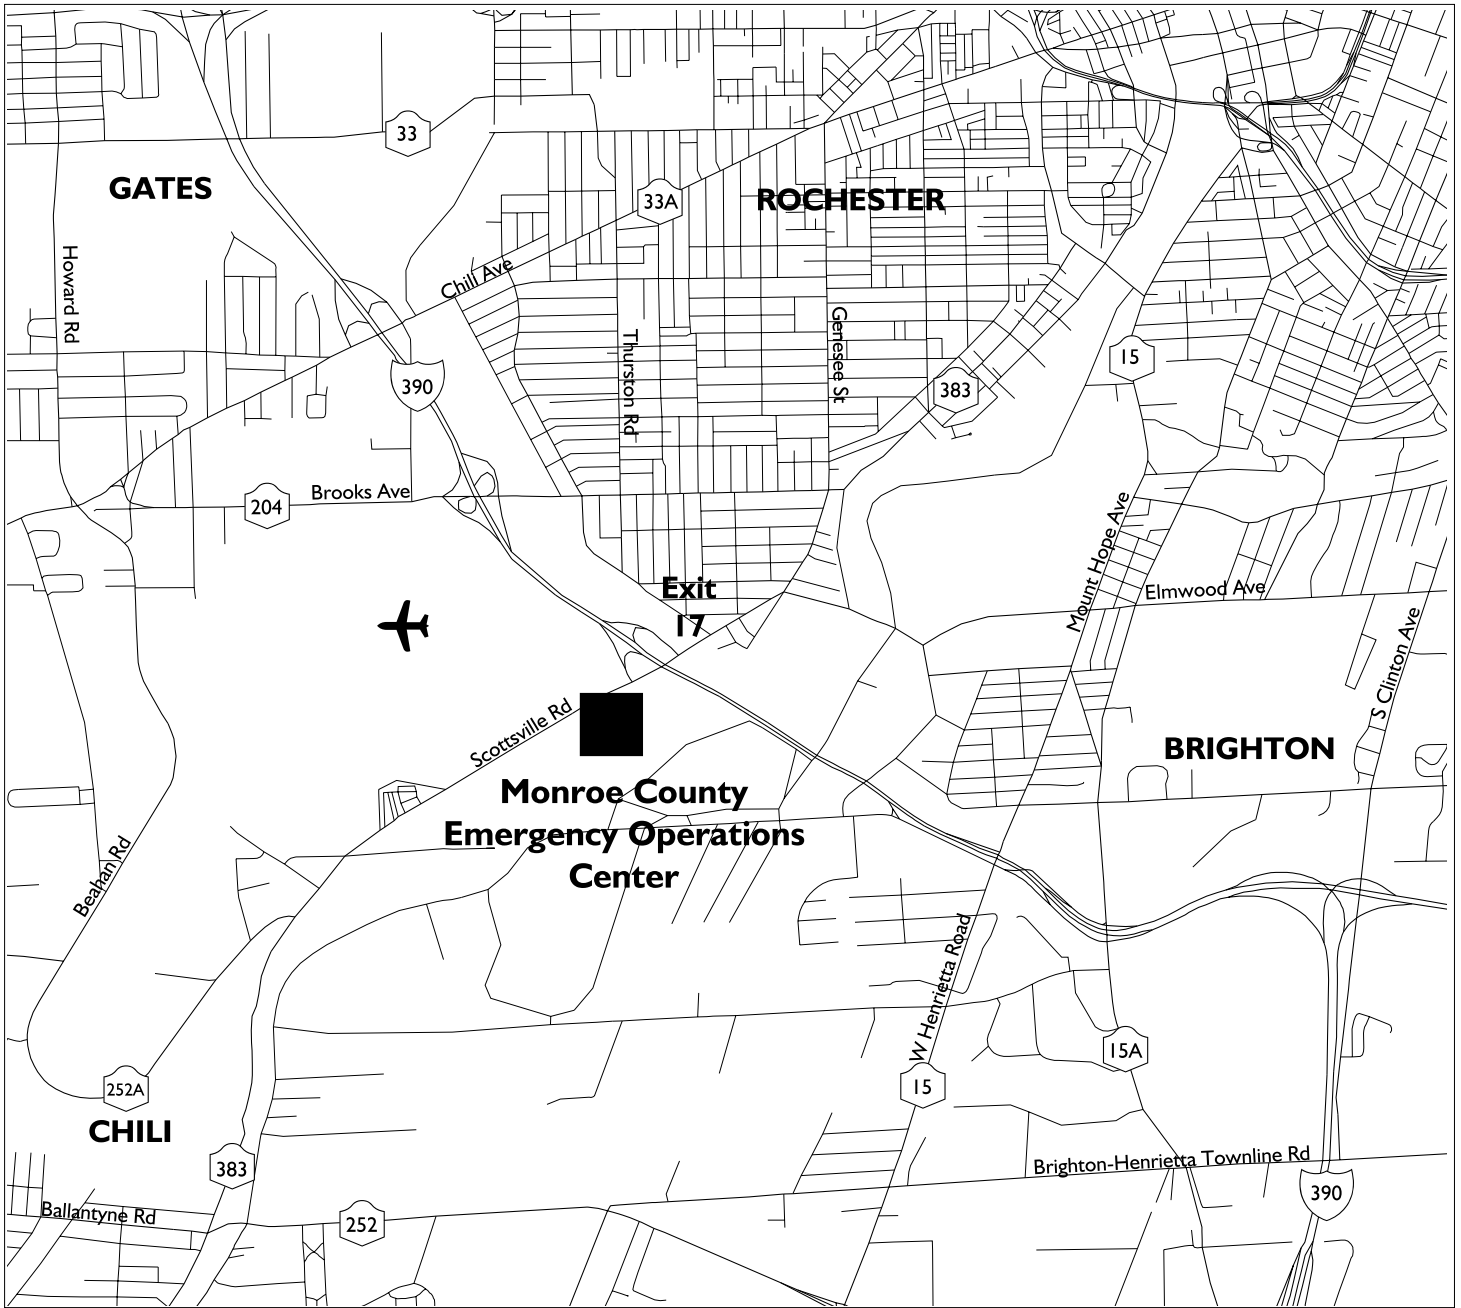 33
GATES
33A
ROCHESTER
Howard Rd
Chili Ave
Thurston Rd
Genesee St
15
390
383
204
Brooks Ave
Mount Hope Ave
Exit
17
Elmwood Ave
S Clinton Ave
Scottsville Rd
BRIGHTON
Monroe County
Emergency Operations
Center
Beahan Rd
W Henrietta Road
15A
252A
15
CHILI
383
Brighton-Henrietta Townline Rd
390
Ballantyne Rd
252